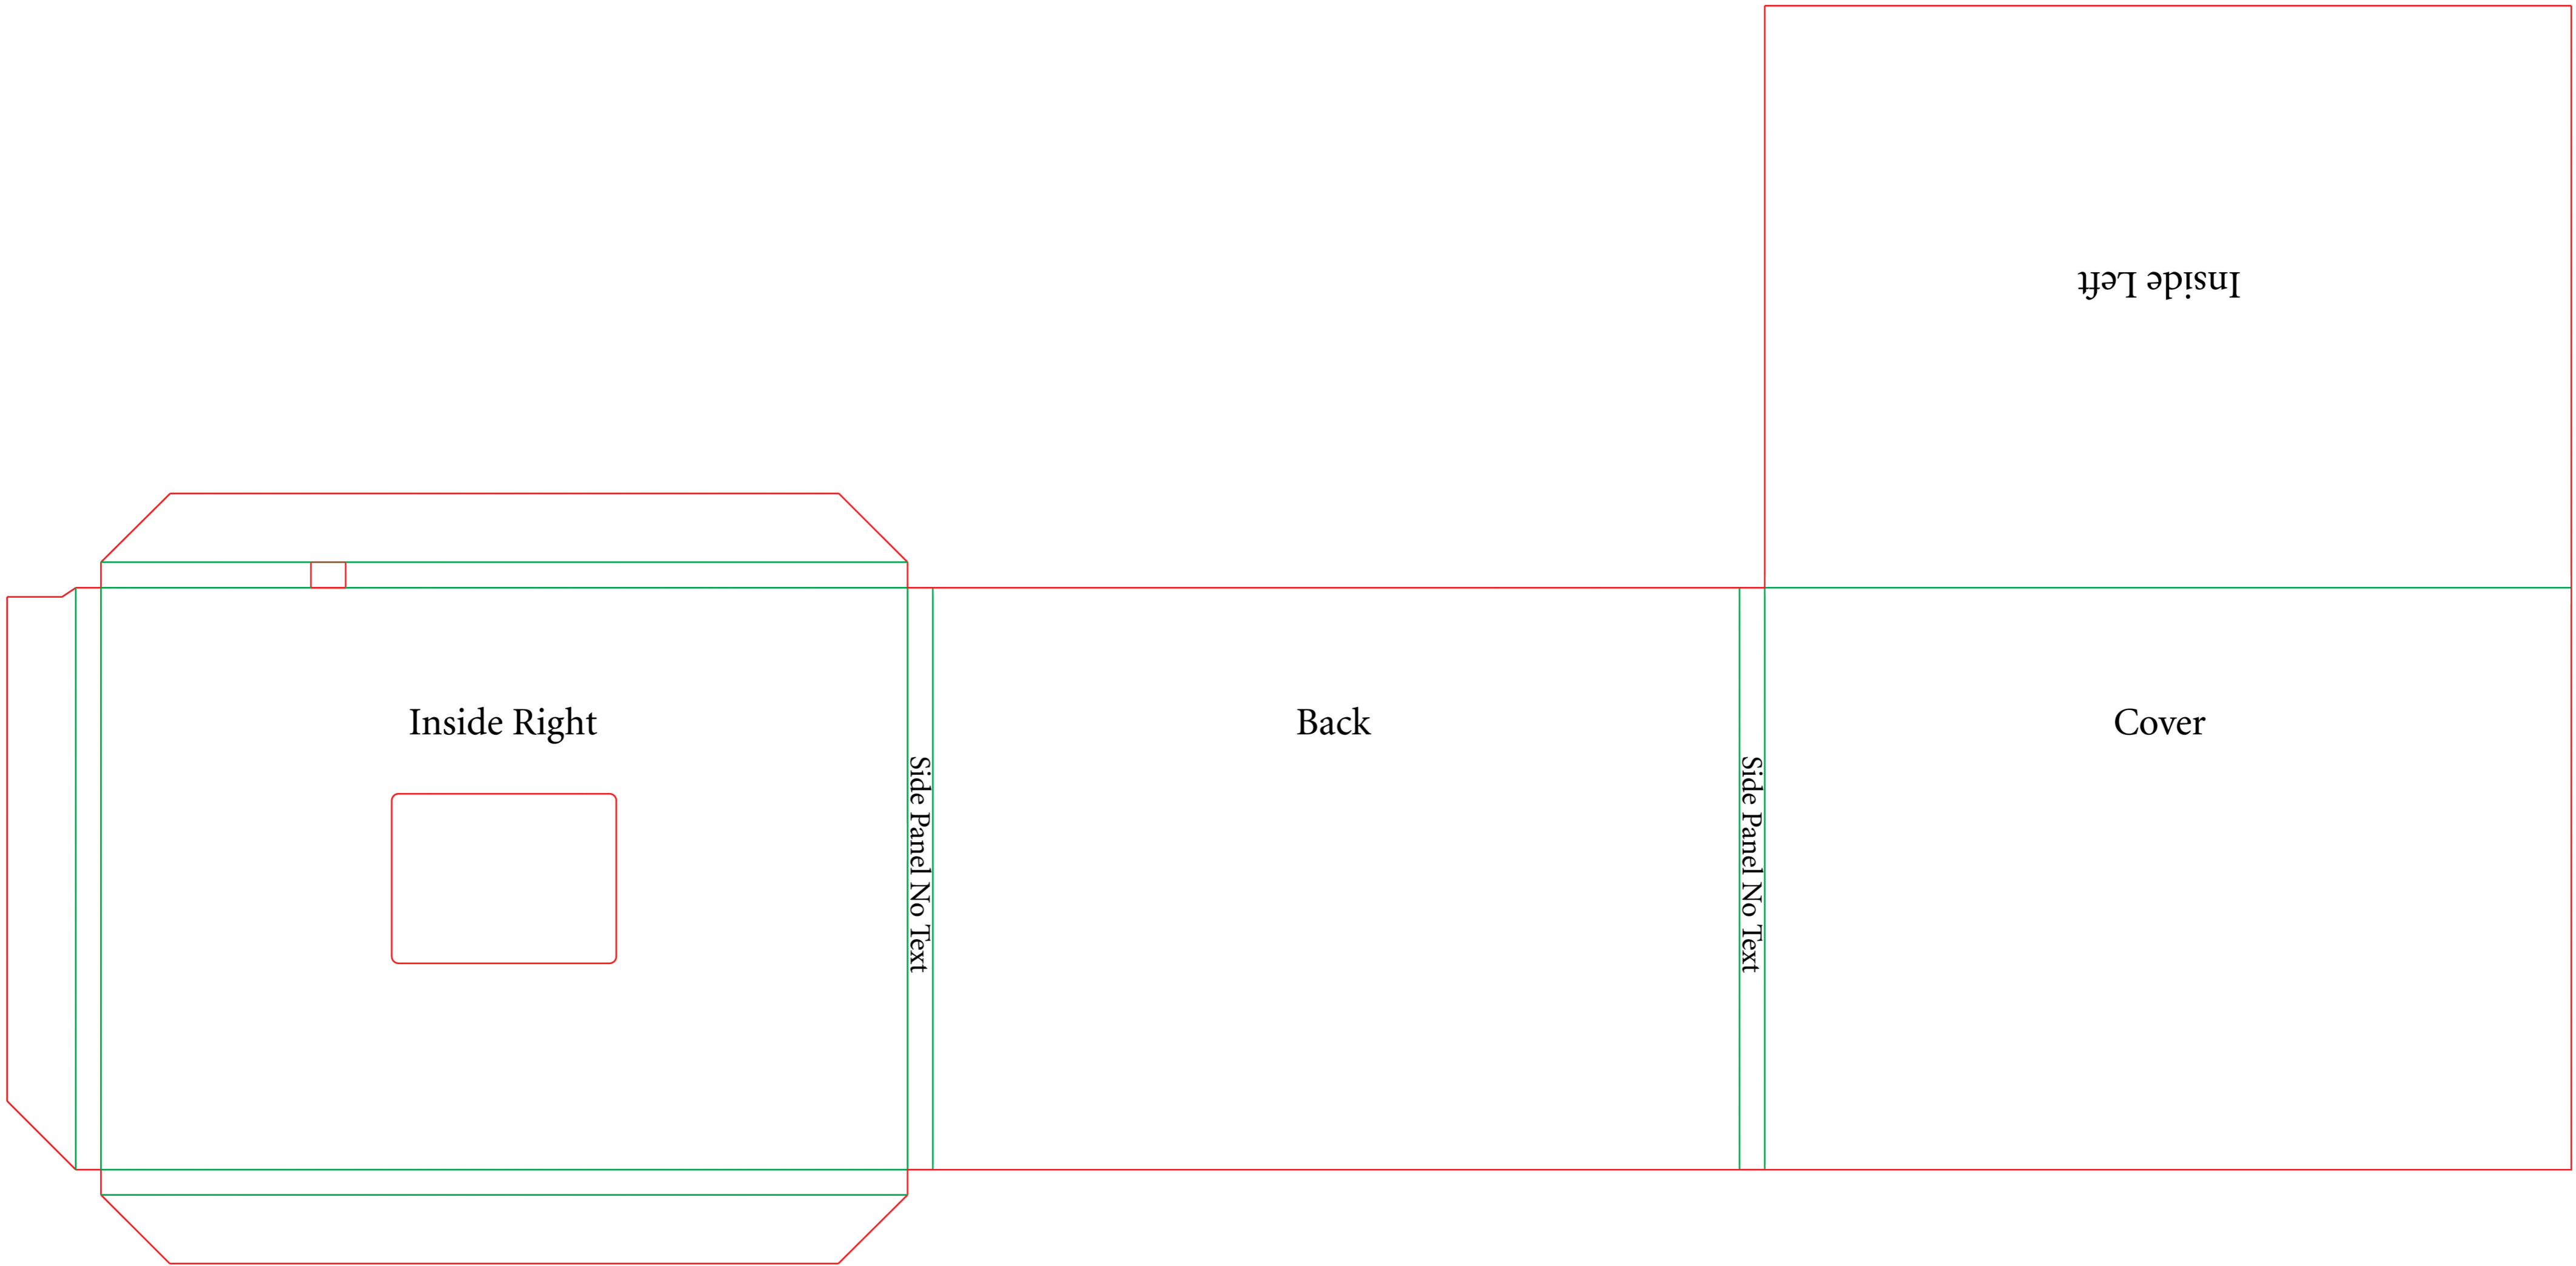 Inside Left
Inside Right
Back
Cover
Side Panel No Text
Side Panel No Text